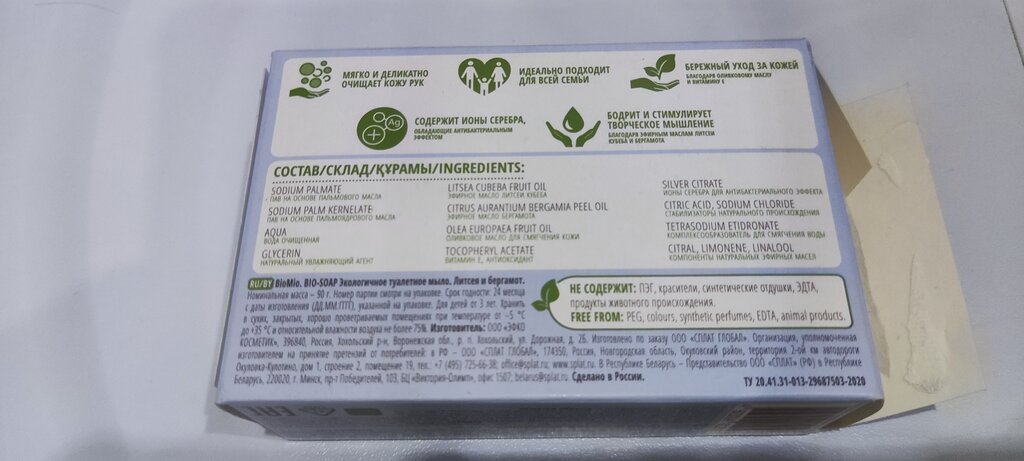 МЯГКО И ДЕЛИКАТНО
ОЧИЩАЕТ КОЖУ РУК
ИДЕАЛЬНО ПОДХОДИТ
ДЛЯ ВСЕЙ СЕМЬИ
БЕРЕЖНЫЙ УХОД ЗА КОЖЕЙ
БЛАГОДАРЯ ОЛИВКОВОМУ МАСЛУ
И ВИТАМИНУ Е
Ag
СОДЕРЖИТ ИОНЫ СЕРЕБРА,
ОБЛАДАЮЩИЕ АНТИБАКТЕРИАЛЬНЫМ
ЭФФЕКТОМ
БОДРИТ И СТИМУЛИРУЕТ
ТВОРЧЕСКОЕ МЫШЛЕНИЕ
БЛАГОДАРЯ ЭФИРНЫМ МАСЛАМ ЛИТСЕИ
КУБЕБА И БЕРГАМОТА
СОСТАВ/СКЛАД/ҚҰРАМЫ/INGREDIENTS:
SODIUM PALMATE
ПАВ НА ОСНОВЕ ПАЛЬМОВОГО МАСЛА
SODIUM PALM KERNELATE
ПАВ НА ОСНОВЕ ПАЛЬМОЯДРОВОГО МАСЛА
AQUA
ВОДА ОЧИЩЕННАЯ
GLYCERIN
НАТУРАЛЬНЫЙ УВЛАЖНЯЮЩИЙ АГЕНТ
LITSEA CUBEBA FRUIT OIL
ЭФИРНОЕ МАСЛО ЛИТСЕИ КУБЕБА
CITRUS AURANTIUM BERGAMIA PEEL OIL
ЭФИРНОЕ МАСЛО БЕРГАМОТА
OLEA EUROPAEA FRUIT OIL
ОЛИВКОВОЕ МАСЛО ДЛЯ СМЯГЧЕНИЯ КОЖИ
TOCOPHERYL ACETATE
ВИТАМИН Е, АНТИОКСИДАНТ
SILVER CITRATE
ИОНЫ СЕРЕБРА ДЛЯ АНТИБАКТЕРИАЛЬНОГО ЭФФЕКТА
CITRIC ACID, SODIUM CHLORIDE
СТАБИЛИЗАТОРЫ НАТУРАЛЬНОГО ПРОИСХОЖДЕНИЯ
TETRASODIUM ETIDRONATE
КОМПЛЕКСООБРАЗОВАТЕЛЬ ДЛЯ СМЯГЧЕНИЯ ВОДЫ
CITRAL, LIMONENE, LINALOOL
КОМПОНЕНТЫ НАТУРАЛЬНЫХ ЭФИРНЫХ МАСЕЛ
RU/BY BioMio. BIO-SOAP Экологичное туалетное мыло. Литсея и бергамот.
Номинальная масса – 90 г. Номер партии смотри на упаковке. Срок годности: 24 месяца
с даты изготовления (ДД.ММ.ГГГГ), указанной на упаковке. Для детей от 3 лет. Хранить
в сухих, закрытых, хорошо проветриваемых помещениях при температуре от –5 °С
до +35 °С и относительной влажности воздуха не более 75%. Изготовитель: ООО «ЭФКО
НЕ СОДЕРЖИТ: ПЭГ, красители, синтетические отдушки, ЭДТА,
продукты животного происхождения.
FREE FROM: PEG, colours, synthetic perfumes, EDTA, animal products.
КОСМЕТИК», 396840, Россия, Воронежская обл., р. п. Хохольский, ул. Дорожная, д. 2Б. Изготовлено по заказу ООО «СПЛАТ ГЛОБАЛ». Организация, уполномоченная
изготовителем на принятие претензий от потребителей: в РФ – ООО «СПЛАТ ГЛОБАЛ», 174350, Россия, Новгородская область, Окуловский район, территория 2-ой км автодороги
Окуловка-Кулотино, дом 1, строение 2, помещение 19, тел.: +7 (495) 725-66-38; office@splat.ru, www.splat.ru. В Республике Беларусь – Представительство ООО «СПЛАТ» (РФ) в Республике
Беларусь, 220020, г. Минск, пр-т Победителей, 103, БЦ «Виктория-Олимп», офис 1507; belarus@splat.ru. Сделано в России.
ТУ 20.41.31-013-29687503-2020
EAC